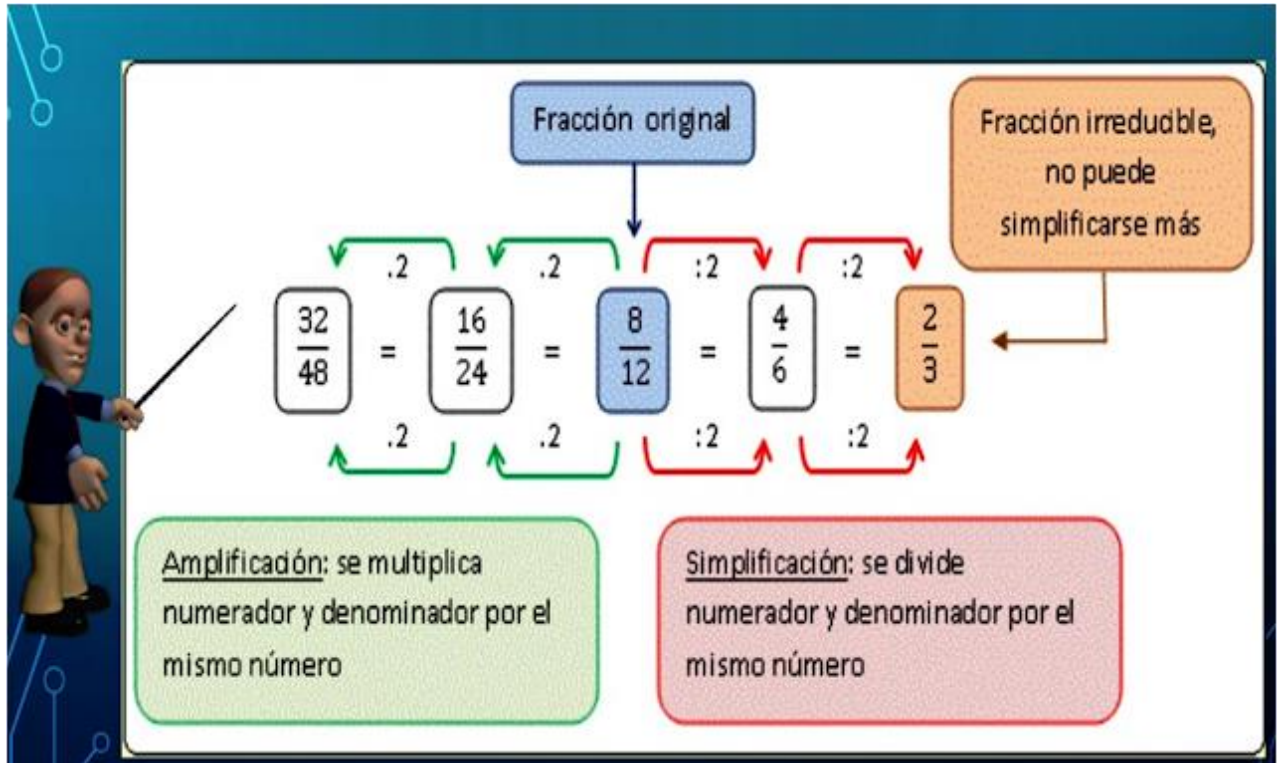 Fracción original
Fracción irreducible,
no puede
simplificarse más
.2 .2 :2 :2
32/48 = 16/24 = 8/12 = 4/6 = 2/3
.2 .2 :2 :2
Amplificación: se multiplica
numerador y denominador por el
mismo número
Simplificación: se divide
numerador y denominador por el
mismo número